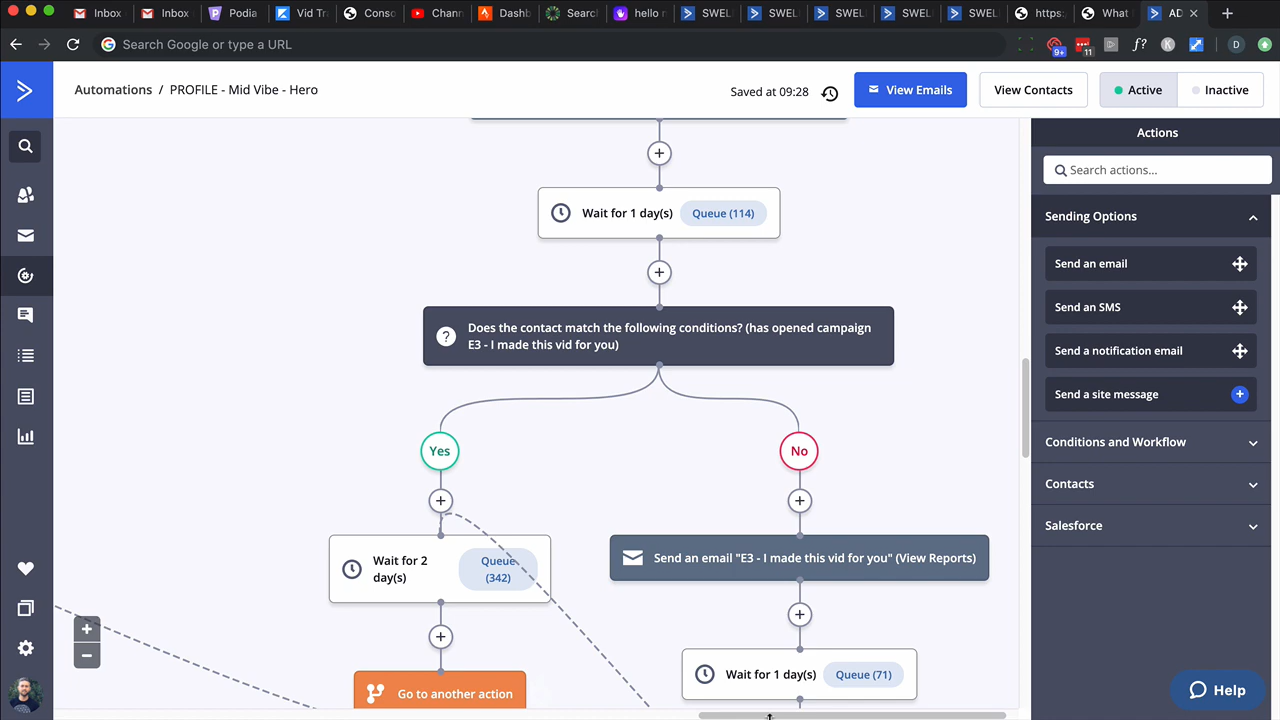 Inbox
Inbox
Podia
Vid Tra
Conso
Chann
Dashb
Search
hello n
SWEL
SWEL
SWEL
SWEL
SWEL
https:
What
AD
Search Google or type a URL
f?
K
D
9+
11
Automations / PROFILE - Mid Vibe - Hero
Saved at 09:28
View Emails
View Contacts
Active
Inactive
Actions
Search actions...
Sending Options
Send an email
Send an SMS
Send a notification email
Send a site message
Conditions and Workflow
Contacts
Salesforce
Wait for 1 day(s)
Queue (114)
Does the contact match the following conditions? (has opened campaign
E3 - I made this vid for you)
Yes
No
Wait for 2
day(s)
Queue
(342)
Send an email "E3 - I made this vid for you" (View Reports)
Wait for 1 day(s)
Queue (71)
Go to another action
Help